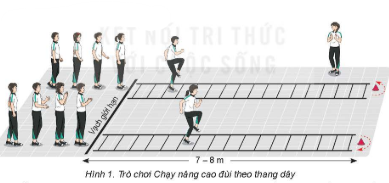 KẾT NỐI TRI THỨC
VỚI CUỘC SỐNG
Vạch giới hạn
7 – 8 m
Hình 1. Trò chơi Chạy nâng cao đùi theo thang dây